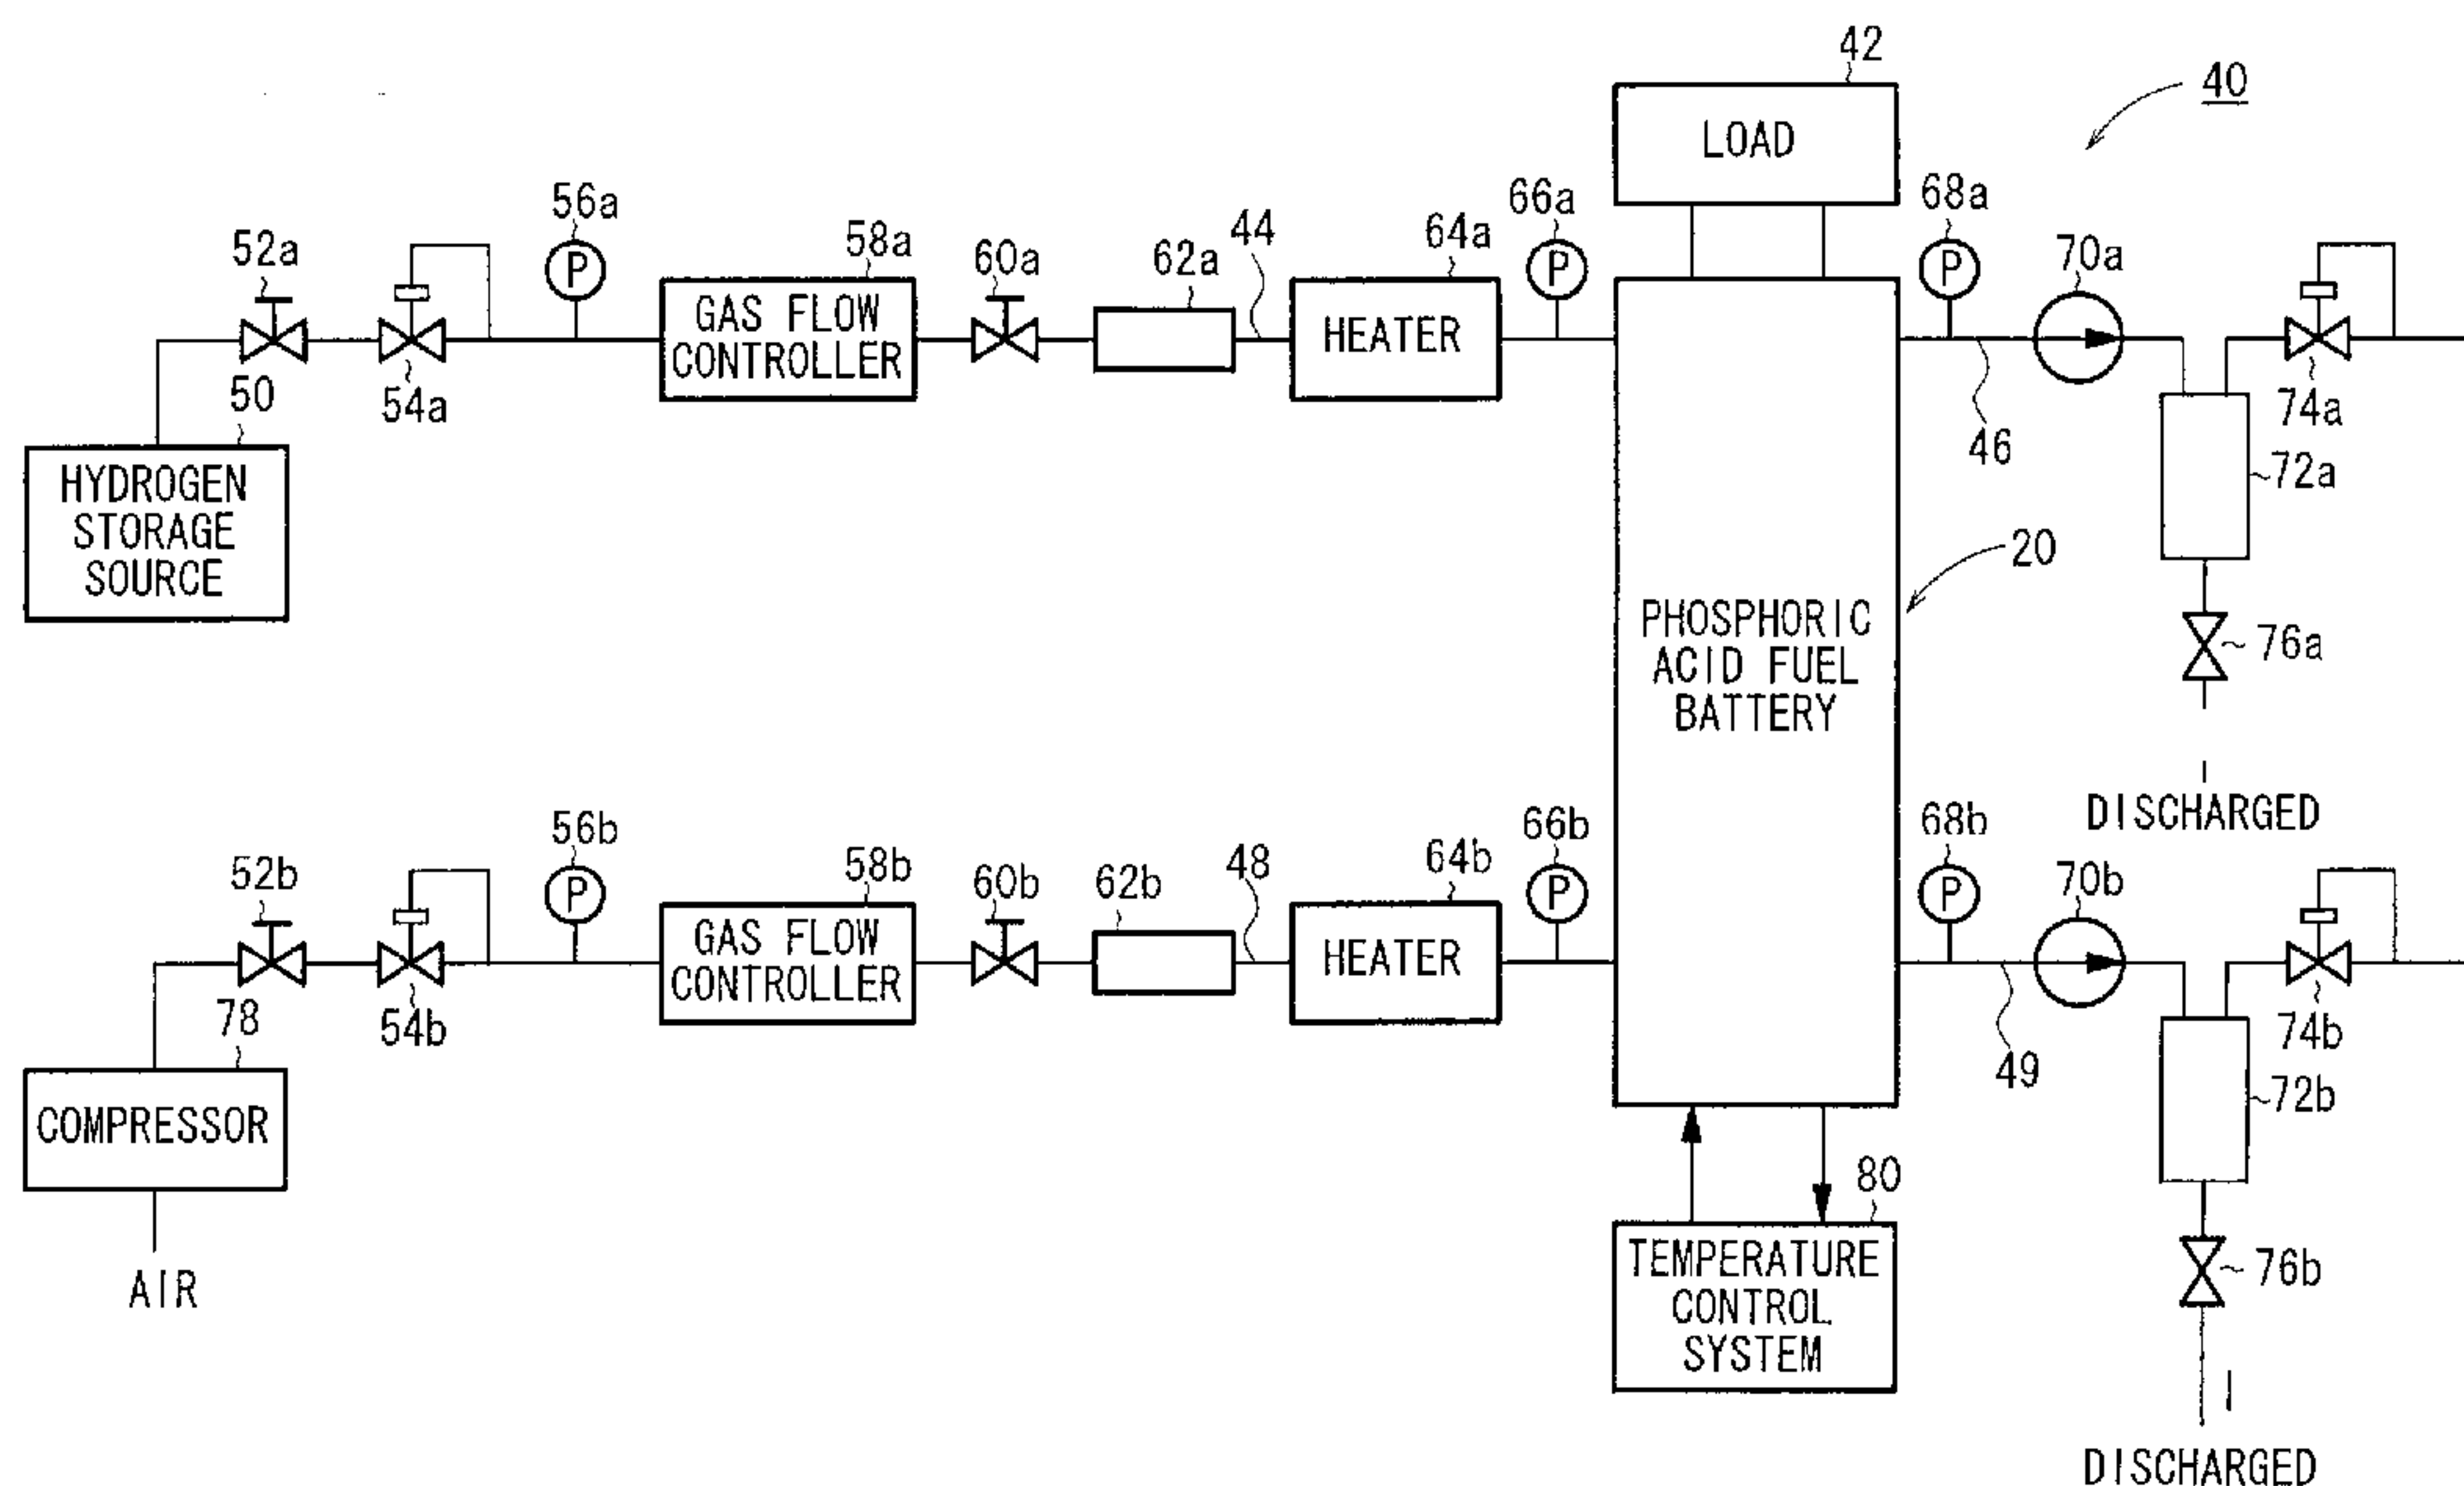 42
40
LOAD
56a
66a
68a
52a
58a
60a
62a
44
64a
70a
P
P
P
GAS FLOW
CONTROLLER
HEATER
50
54a
46
74a
HYDROGEN
STORAGE
SOURCE
72a
20
PHOSPHORIC
ACID FUEL
BATTERY
76a
DISCHARGED
56b
66b
68b
52b
58b
60b
62b
48
64b
70b
P
P
P
GAS FLOW
CONTROLLER
HEATER
78
54b
49
74b
72b
COMPRESSOR
80
TEMPERATURE
CONTROL
SYSTEM
AIR
76b
DISCHARGED